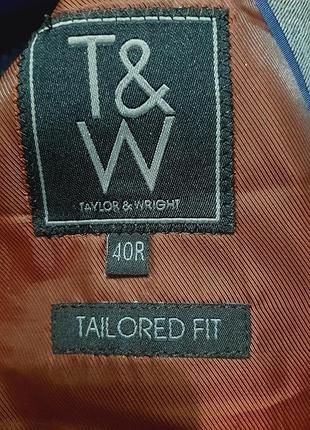 T&
W
TAYLOR & WRIGHT
40R
TAILORED FIT